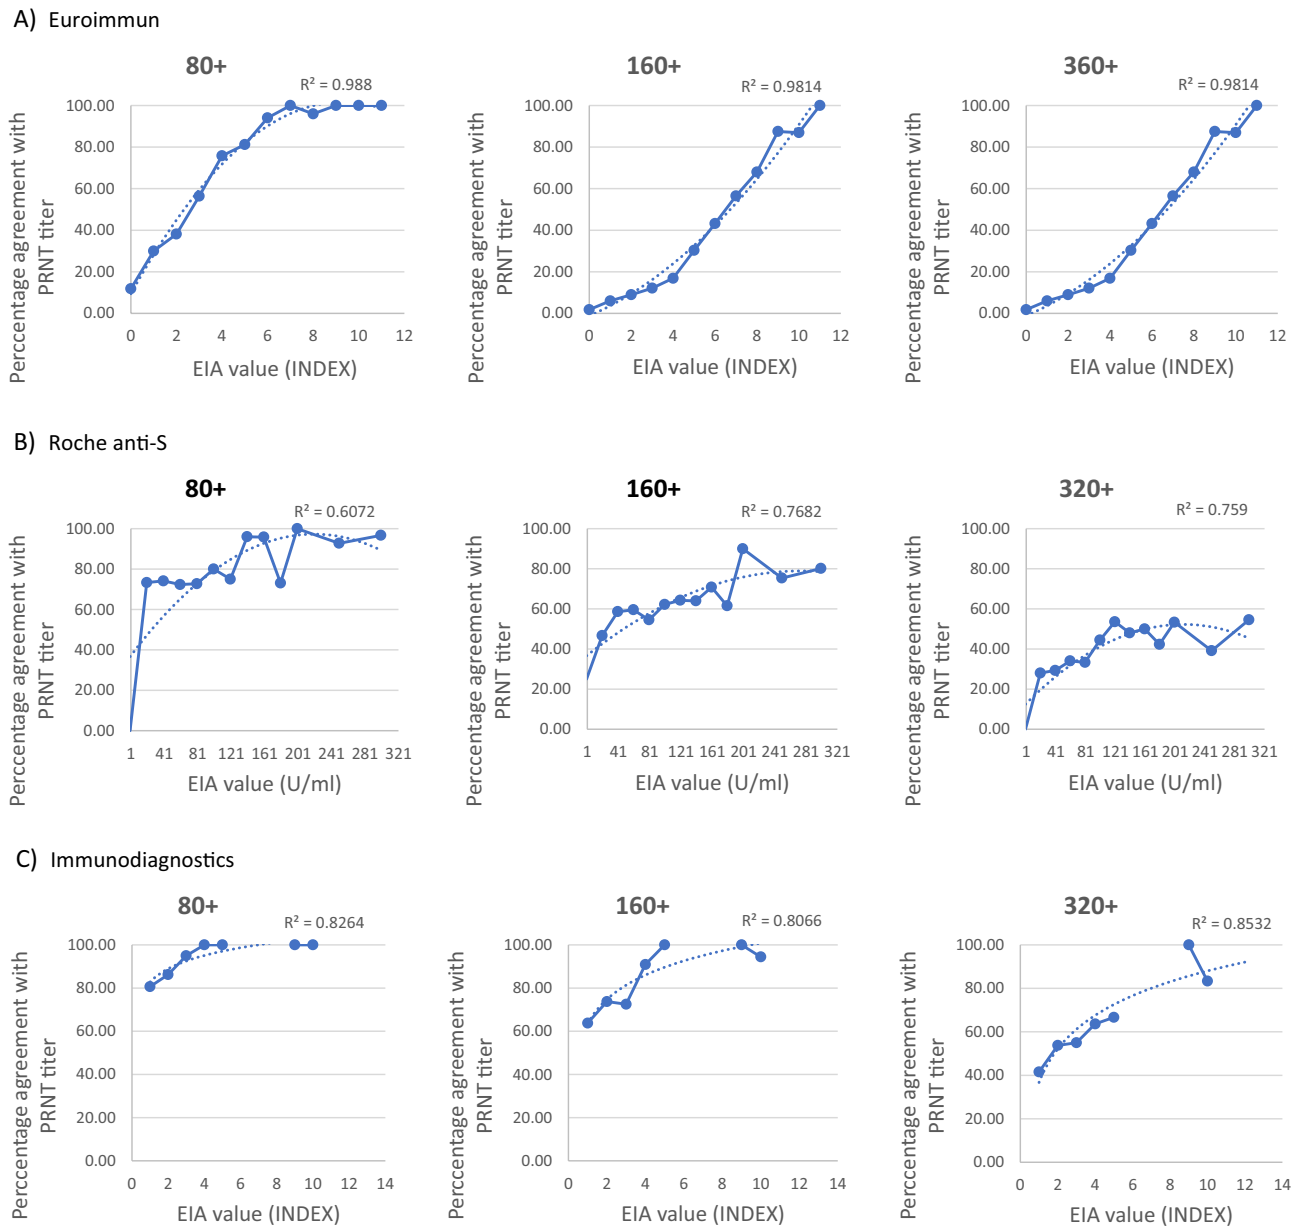 A) Euroimmun
80+
160+
360+
R² = 0.988
R² = 0.9814
R² = 0.9814
Perccentage agreement with
PRNT titer
100.00
80.00
60.00
40.00
20.00
0.00
0 2 4 6 8 10 12
EIA value (INDEX)
Perccentage agreement with
PRNT titer
100.00
80.00
60.00
40.00
20.00
0.00
0 2 4 6 8 10 12
EIA value (INDEX)
Perccentage agreement with
PRNT titer
100.00
80.00
60.00
40.00
20.00
0.00
0 2 4 6 8 10 12
EIA value (INDEX)
B) Roche anti-S
80+
160+
320+
R² = 0.6072
R² = 0.7682
R² = 0.759
Perccentage agreement with
PRNT titer
100.00
80.00
60.00
40.00
20.00
0.00
1 41 81 121 161 201 241 281 321
EIA value (U/ml)
Perccentage agreement with
PRNT titer
100.00
80.00
60.00
40.00
20.00
0.00
1 41 81 121 161 201 241 281 321
EIA value (U/ml)
Perccentage agreement with
PRNT titer
100.00
80.00
60.00
40.00
20.00
0.00
1 41 81 121 161 201 241 281 321
EIA value (U/ml)
C) Immunodiagnostics
80+
160+
320+
R² = 0.8264
R² = 0.8066
R² = 0.8532
Perccentage agreement with
PRNT titer
100.00
80.00
60.00
40.00
20.00
0.00
0 2 4 6 8 10 14
EIA value (INDEX)
Perccentage agreement with
PRNT titer
100.00
80.00
60.00
40.00
20.00
0.00
0 5 10 14
EIA value (INDEX)
Perccentage agreement with
PRNT titer
100.00
80.00
60.00
40.00
20.00
0.00
0 2 4 6 8 10 12 14
EIA value (INDEX)